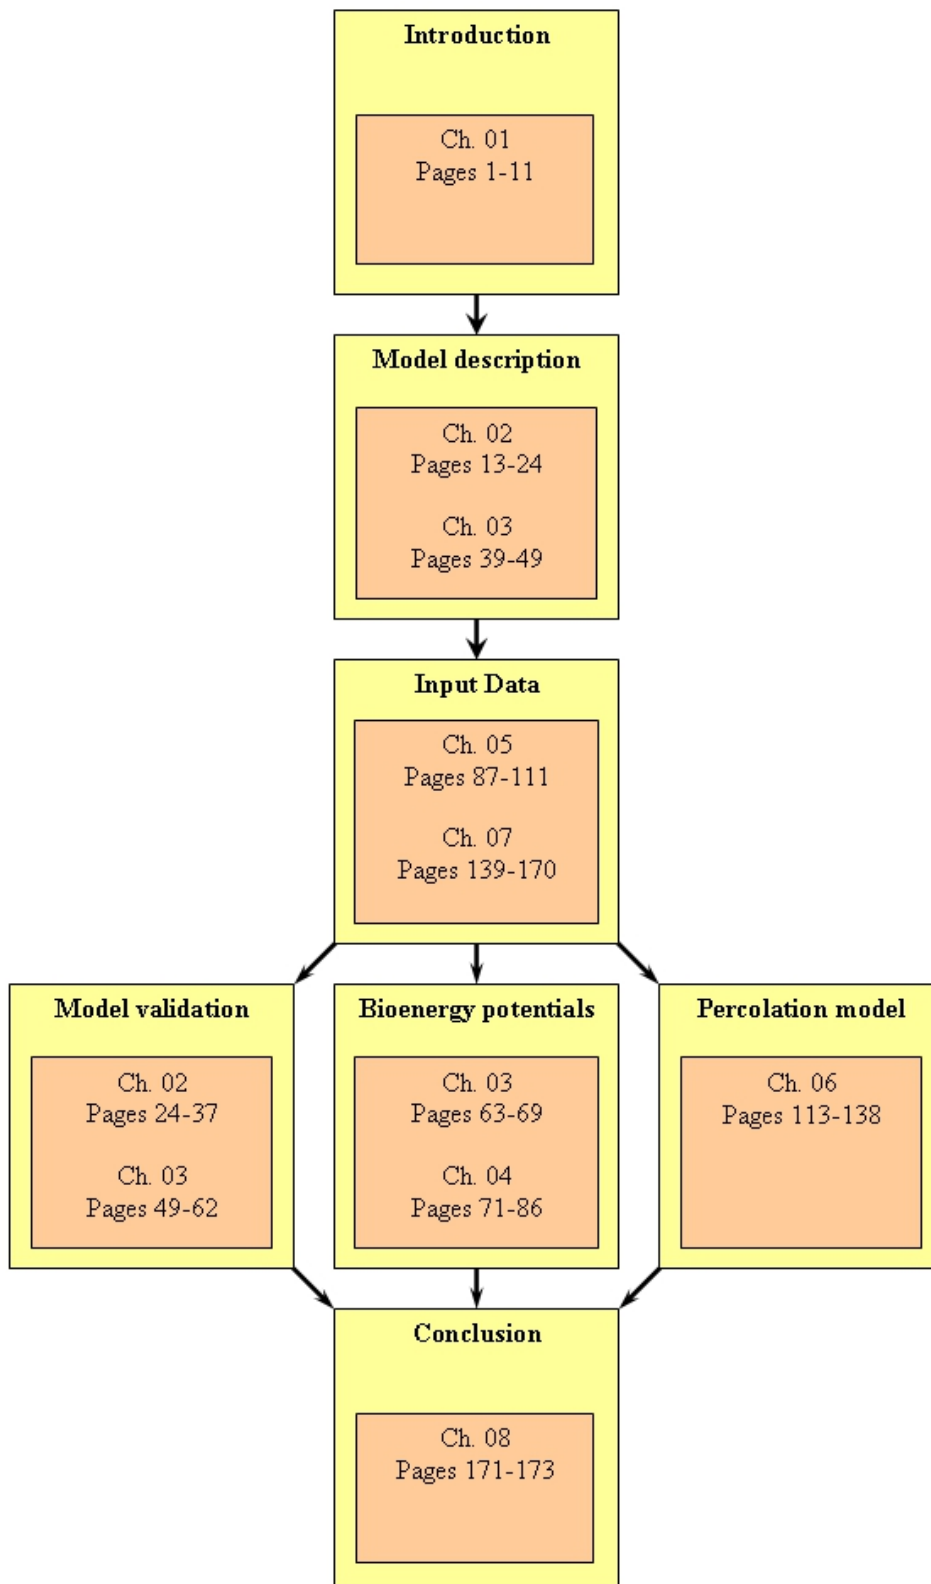 Introduction
Ch. 01
Pages 1-11
Model description
Ch. 02
Pages 13-24
Ch. 03
Pages 39-49
Input Data
Ch. 05
Pages 87-111
Ch. 07
Pages 139-170
Model validation
Ch. 02
Pages 24-37
Ch. 03
Pages 49-62
Bioenergy potentials
Ch. 03
Pages 63-69
Ch. 04
Pages 71-86
Percolation model
Ch. 06
Pages 113-138
Conclusion
Ch. 08
Pages 171-173